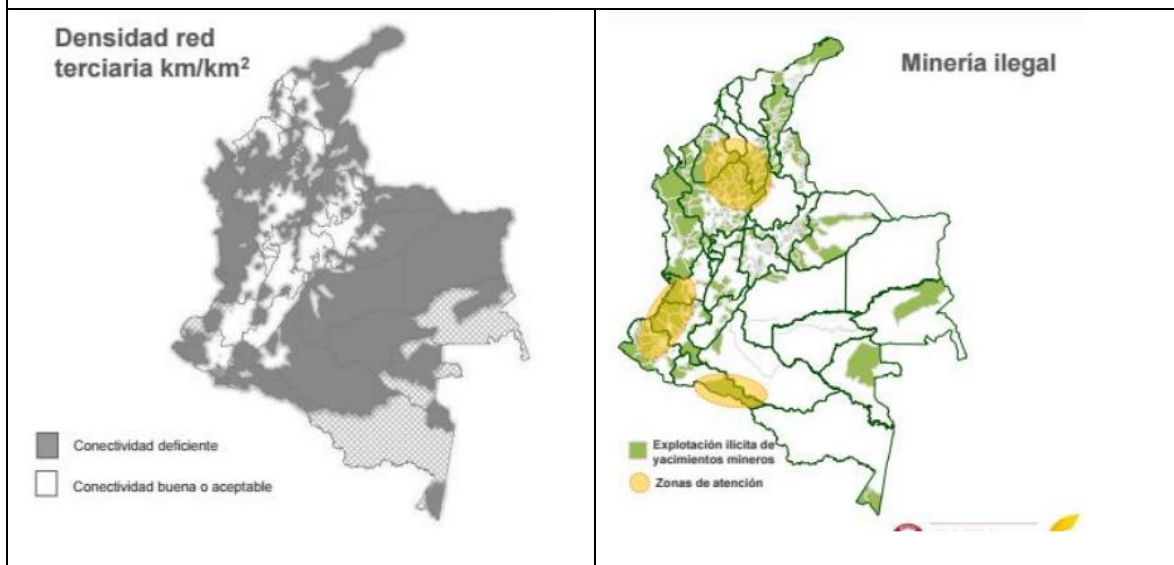 Densidad red
terciaria km/km²
Conectividad deficiente
Conectividad buena o aceptable
Minería ilegal
Explotación ilícita de
yacimientos mineros
Zonas de atención